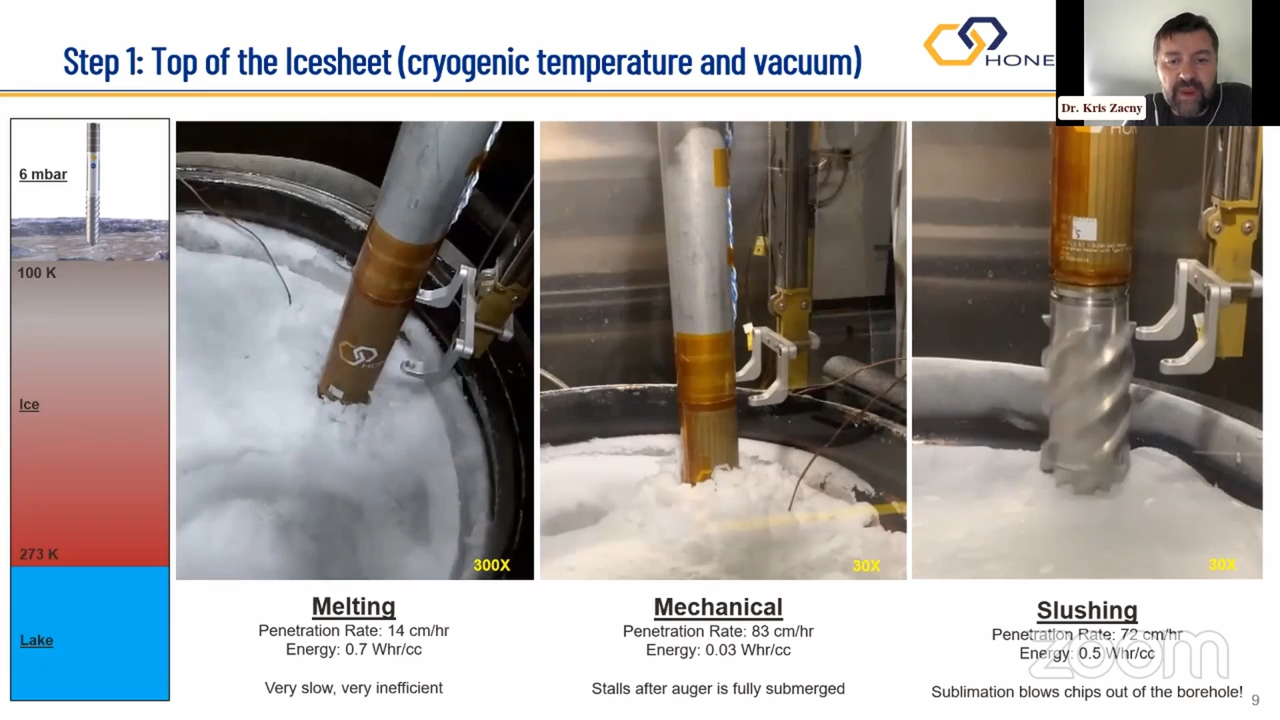 Step 1: Top of the Icesheet (cryogenic temperature and vacuum)
HONE
Dr. Kris Zacny
6 mbar
100 K
Ice
273 K
Lake
300X
30X
30X
Melting
Penetration Rate: 14 cm/hr
Energy: 0.7 Whr/cc
Very slow, very inefficient
Mechanical
Penetration Rate: 83 cm/hr
Energy: 0.03 Whr/cc
Stalls after auger is fully submerged
Slushing
Penetration Rate: 72 cm/hr
Energy: 0.5 Whr/cc
Sublimation blows chips out of the borehole!
zoom
9